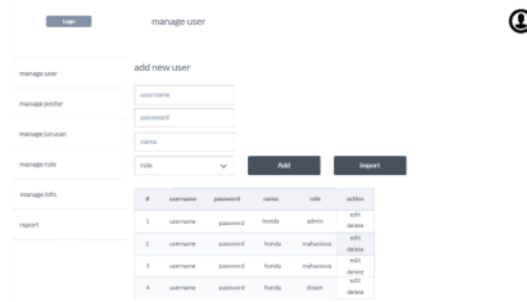 Logo
manage user
manage user
manage postar
manage jurusan
manage role
manage info
raport
add new user
username
password
nama
role
Add
import
# username password nama role action
1 username password honda admin edit delete
2 username password honda mahasiswa edit delete
3 username password honda mahasiswa edit delete
4 username password honda dosen edit delete